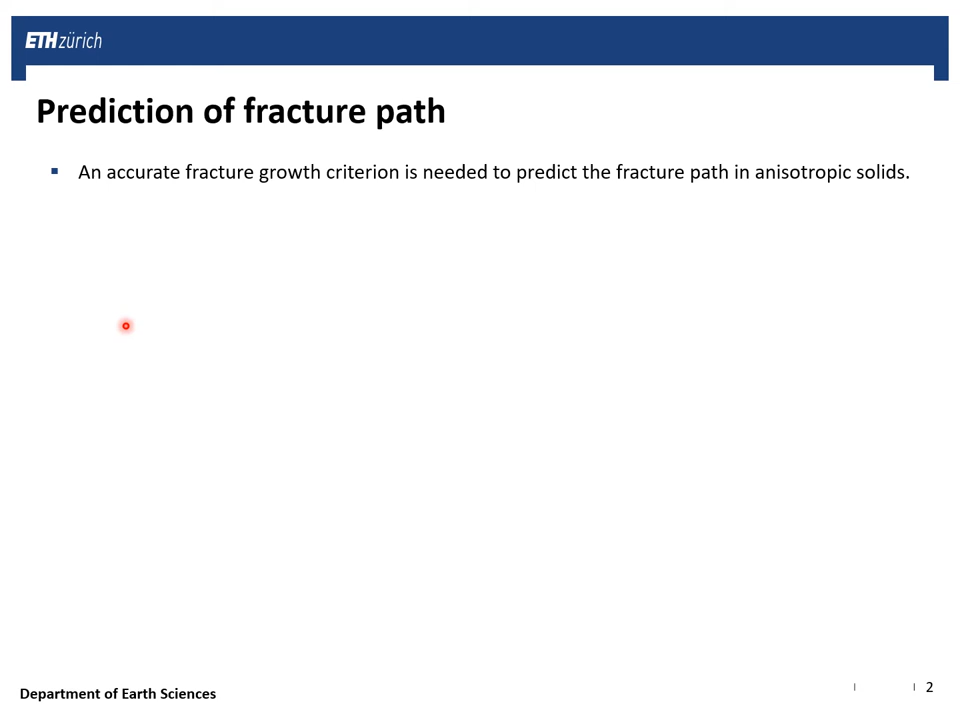 ETH zürich
Prediction of fracture path
▪ An accurate fracture growth criterion is needed to predict the fracture path in anisotropic solids.
Department of Earth Sciences
| | 2